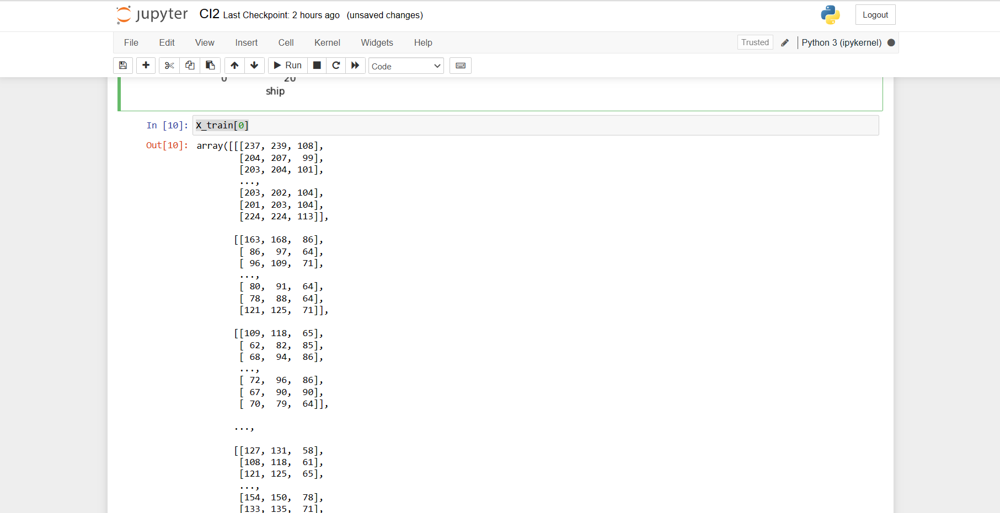 jupyter CI2 Last Checkpoint: 2 hours ago (unsaved changes) Logout
File Edit View Insert Cell Kernel Widgets Help Trusted Python 3 (ipykernel)
Run Code
0 20
ship
In [10]: X_train[0]
Out[10]: array([[[237, 239, 108],
[204, 207, 99],
[203, 204, 101],
...,
[203, 202, 104],
[201, 203, 104],
[224, 224, 113]],
[[163, 168, 86],
[ 86, 97, 64],
[ 96, 109, 71],
...,
[ 80, 91, 64],
[ 78, 88, 64],
[121, 125, 71]],
[[109, 118, 65],
[ 62, 82, 85],
[ 68, 94, 86],
...,
[ 72, 96, 86],
[ 67, 90, 90],
[ 70, 79, 64]],
...,
[[127, 131, 58],
[108, 118, 61],
[121, 125, 65],
...,
[154, 150, 78],
[133, 135, 71],